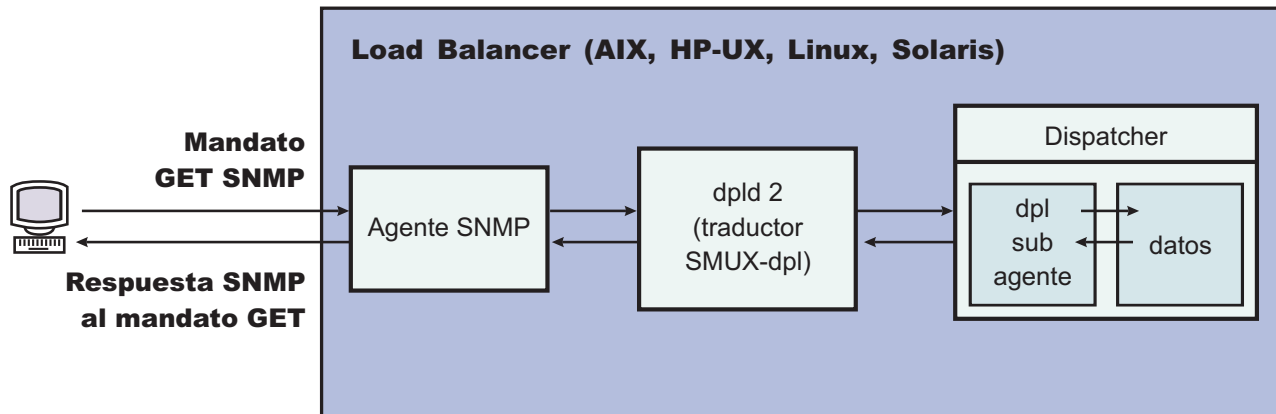 Load Balancer (AIX, HP-UX, Linux, Solaris)
Mandato
GET SNMP
Respuesta SNMP
al mandato GET
Agente SNMP
dpld 2
(traductor
SMUX-dpl)
Dispatcher
dpl
sub
agente
datos